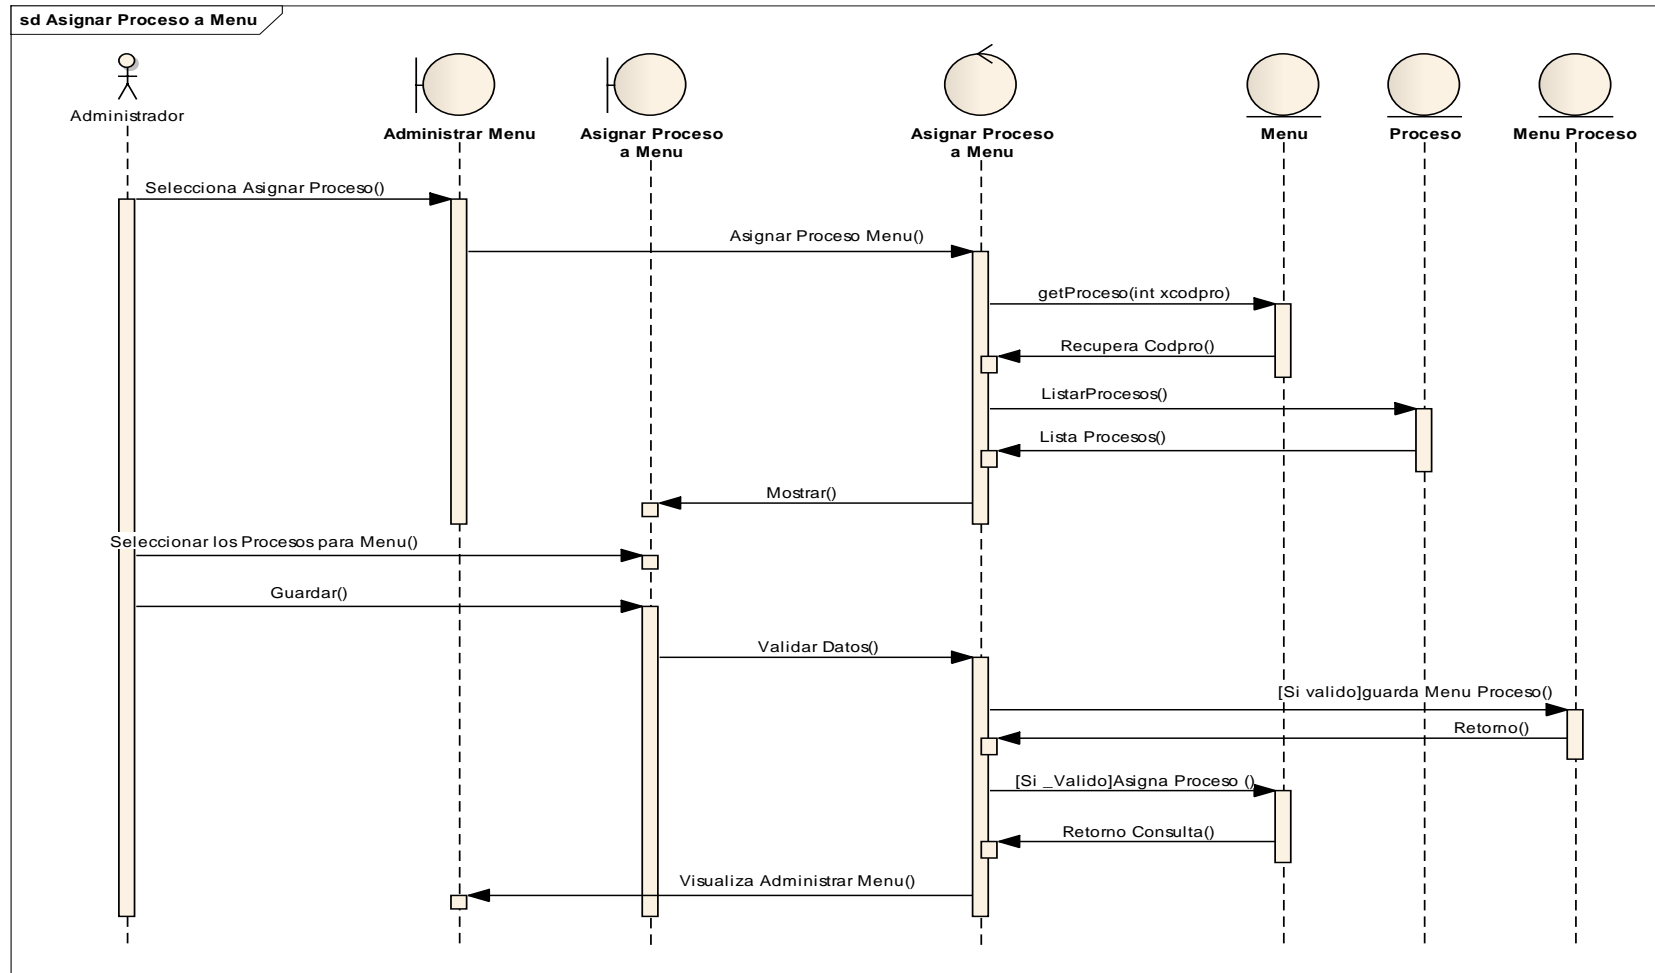 sd Asignar Proceso a Menu
Administrador
Administrar Menu
Asignar Proceso
a Menu
Asignar Proceso
a Menu
Menu
Proceso
Menu Proceso
Selecciona Asignar Proceso()
Asignar Proceso Menu()
getProceso(int xcodpro)
Recupera Codpro()
ListarProcesos()
Lista Procesos()
Mostrar()
Seleccionar los Procesos para Menu()
Guardar()
Validar Datos()
[Si valido]guarda Menu Proceso()
Retorno()
[Si _Valido]Asigna Proceso ()
Retorno Consulta()
Visualiza Administrar Menu()